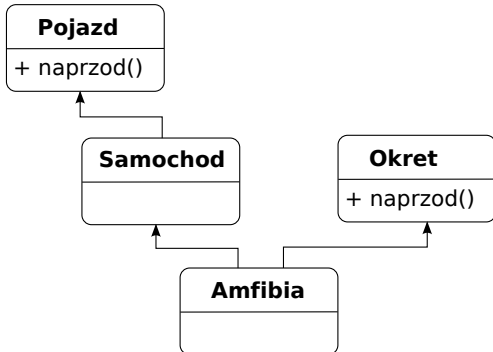 Pojazd
+ naprzod()
Samochod
Okret
+ naprzod()
Amfibia